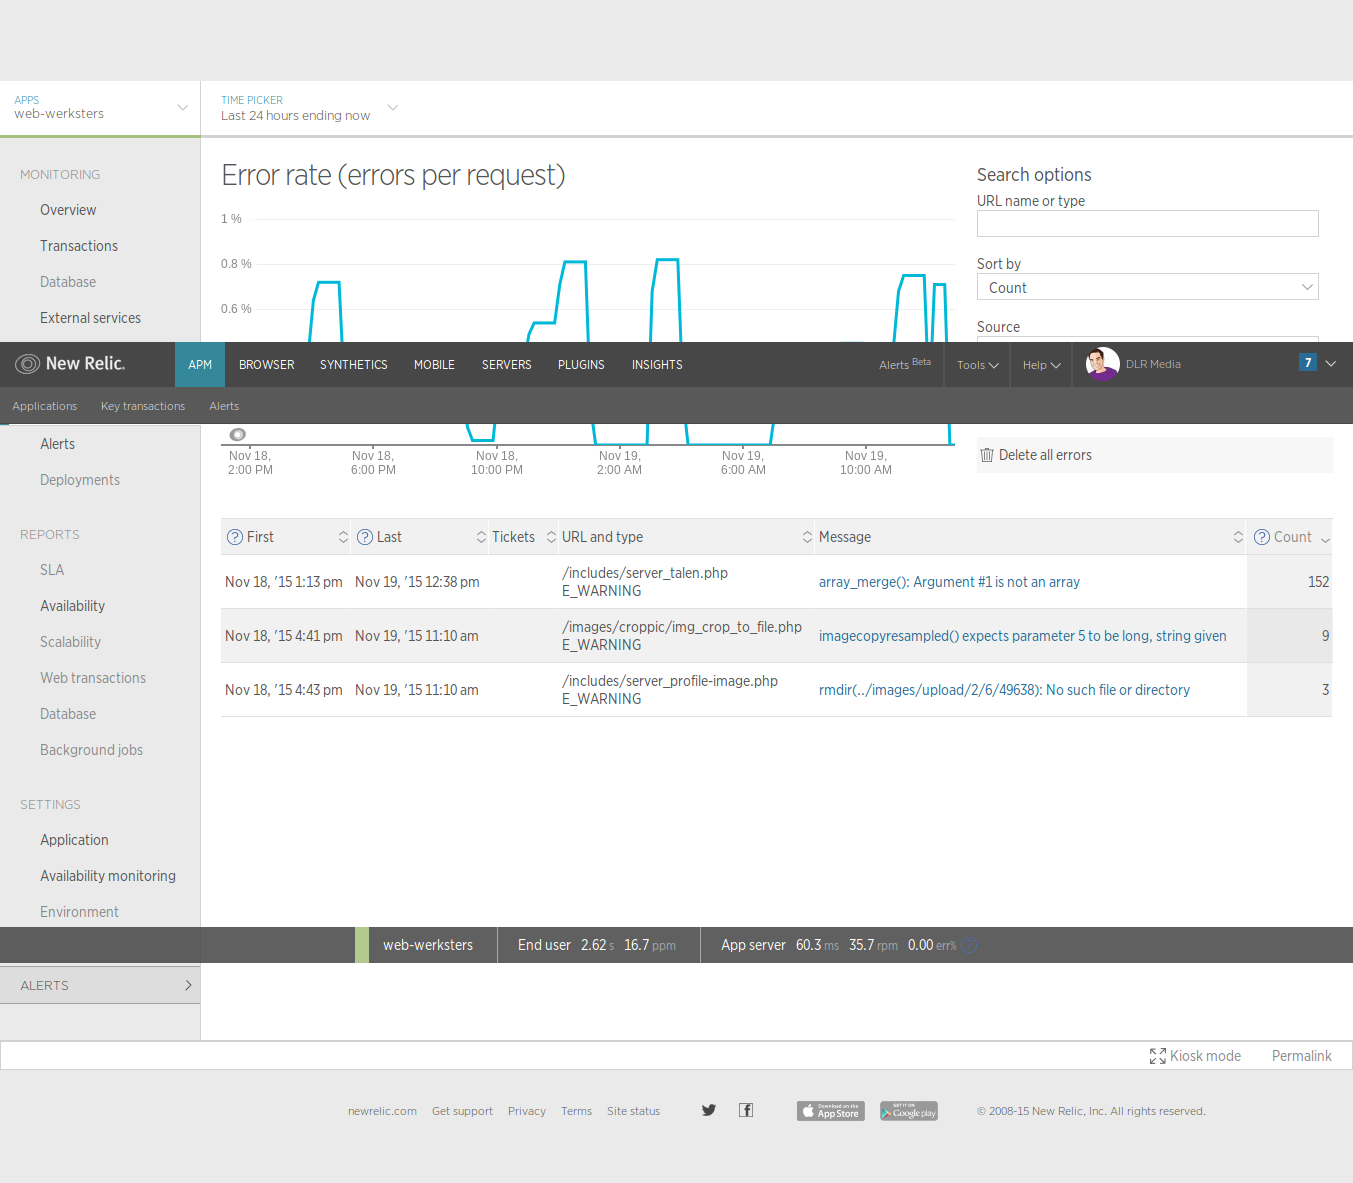 APPS
web-werksters
TIME PICKER
Last 24 hours ending now
MONITORING
Overview
Transactions
Database
External services
Error rate (errors per request)
1 %
0.8 %
0.6 %
Search options
URL name or type
Sort by
Count
Source
New Relic.
APM
BROWSER
SYNTHETICS
MOBILE
SERVERS
PLUGINS
INSIGHTS
Alerts Beta
Tools
Help
DLR Media
7
Applications
Key transactions
Alerts
Alerts
Deployments
REPORTS
SLA
Availability
Scalability
Web transactions
Database
Background jobs
SETTINGS
Application
Availability monitoring
Environment
Nov 18,
2:00 PM
Nov 18,
6:00 PM
Nov 18,
10:00 PM
Nov 19,
2:00 AM
Nov 19,
6:00 AM
Nov 19,
10:00 AM
Delete all errors
? First
? Last
Tickets
URL and type
Message
? Count
Nov 18, '15 1:13 pm
Nov 19, '15 12:38 pm
/includes/server_talen.php
E_WARNING
array_merge(): Argument #1 is not an array
152
Nov 18, '15 4:41 pm
Nov 19, '15 11:10 am
/images/croppic/img_crop_to_file.php
E_WARNING
imagecopyresampled() expects parameter 5 to be long, string given
9
Nov 18, '15 4:43 pm
Nov 19, '15 11:10 am
/includes/server_profile-image.php
E_WARNING
rmdir(../images/upload/2/6/49638): No such file or directory
3
web-werksters
End user 2.62 s 16.7 ppm
App server 60.3 ms 35.7 rpm 0.00 err% ?
ALERTS
Kiosk mode
Permalink
newrelic.com
Get support
Privacy
Terms
Site status
Download on the
App Store
GET IT ON
Google play
© 2008-15 New Relic, Inc. All rights reserved.